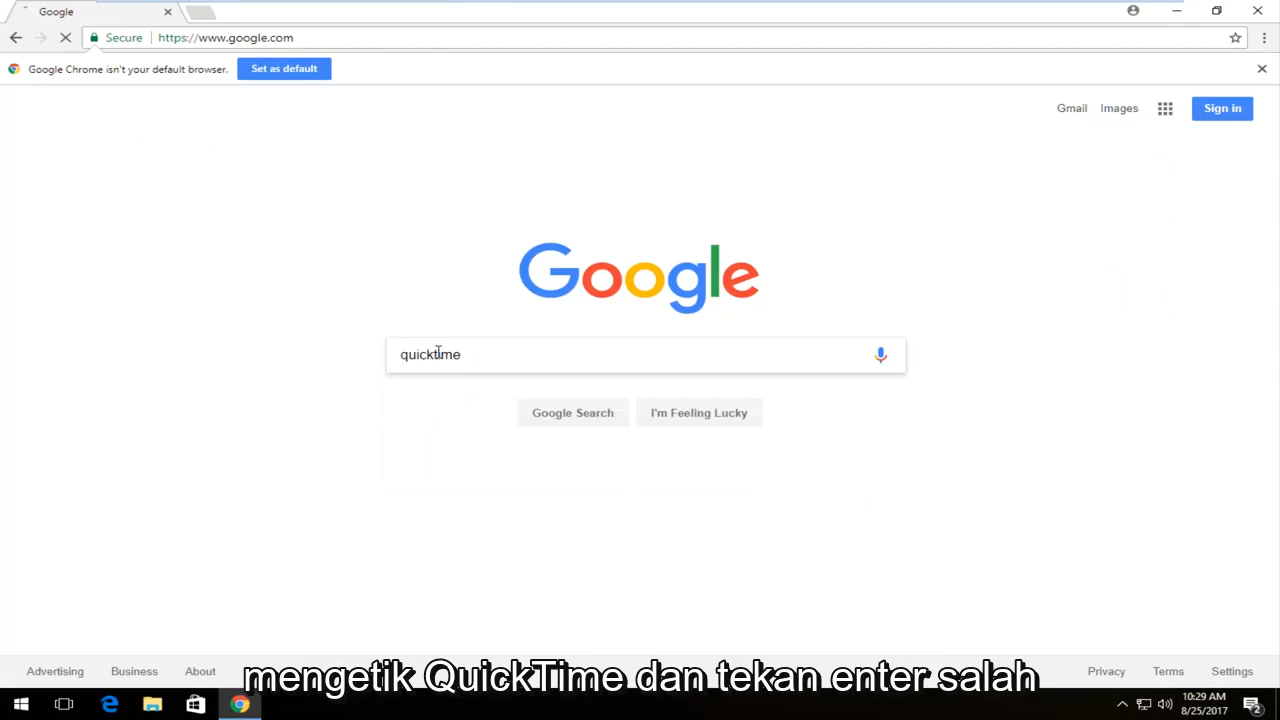 Google
Secure https://www.google.com
Google Chrome isn't your default browser. Set as default
Gmail Images Sign in
Google
quicktime
Google Search I'm Feeling Lucky
Advertising Business About Privacy Terms Settings
mengetik QuickTime dan tekan enter salah
10:29 AM
8/25/2017
2